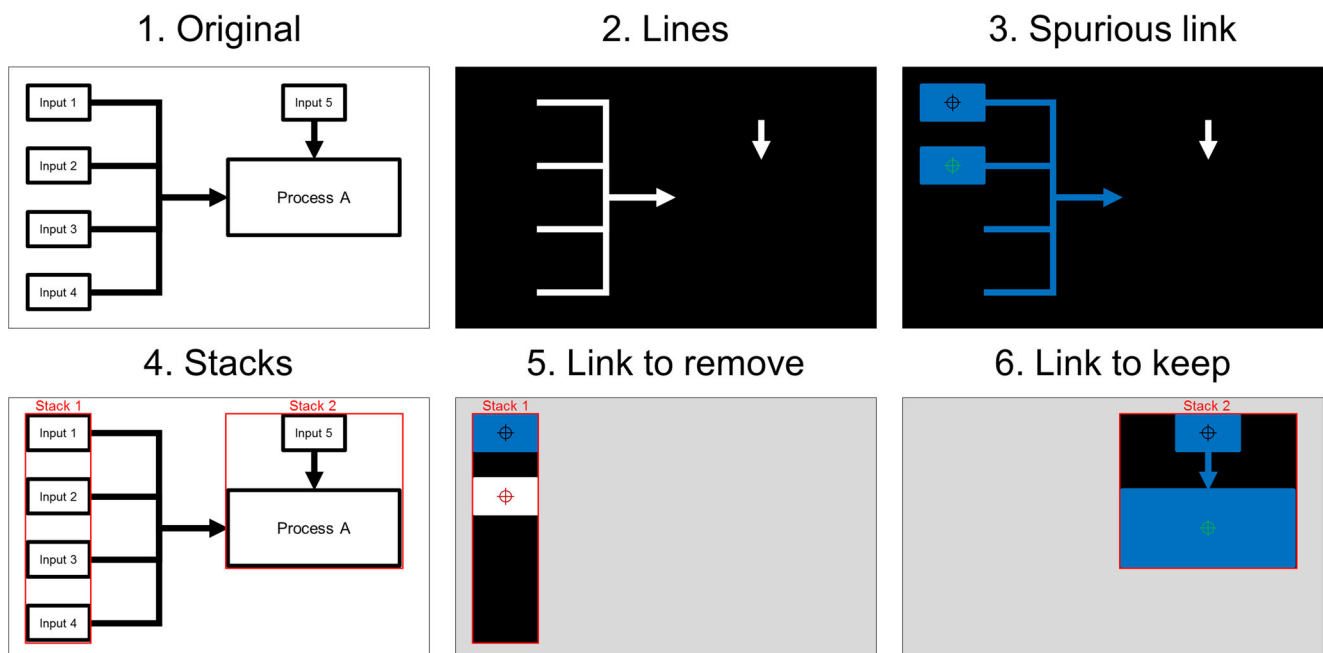 1. Original
2. Lines
3. Spurious link
Input 1
Input 5
Input 2
Process A
Input 3
Input 4
4. Stacks
5. Link to remove
6. Link to keep
Stack 1
Stack 2
Stack 1
Stack 2
Input 1
Input 5
Input 2
Process A
Input 3
Input 4